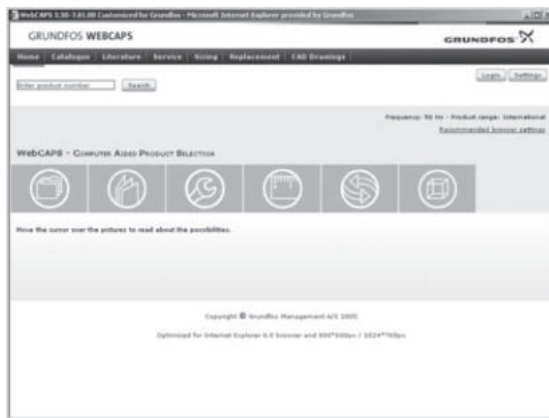 WebCAPS 3.30-7.01.00 Customized for Grundfos - Microsoft Internet Explorer provided by Grundfos
GRUNDFOS WEBCAPS
GRUNDFOS
Home Catalogue Literature Service Sizing Replacement CAD Drawings
Login Settings
Enter product number Search
Frequency: 50 Hz - Product range: International
Recommended browser settings
WebCAPS - Computer Aided Product Selection
Move the cursor over the pictures to read about the possibilities.
Copyright © Grundfos Management A/S 2005
Optimized for Internet Explorer 6.0 browser and 800*600px / 1024*768px